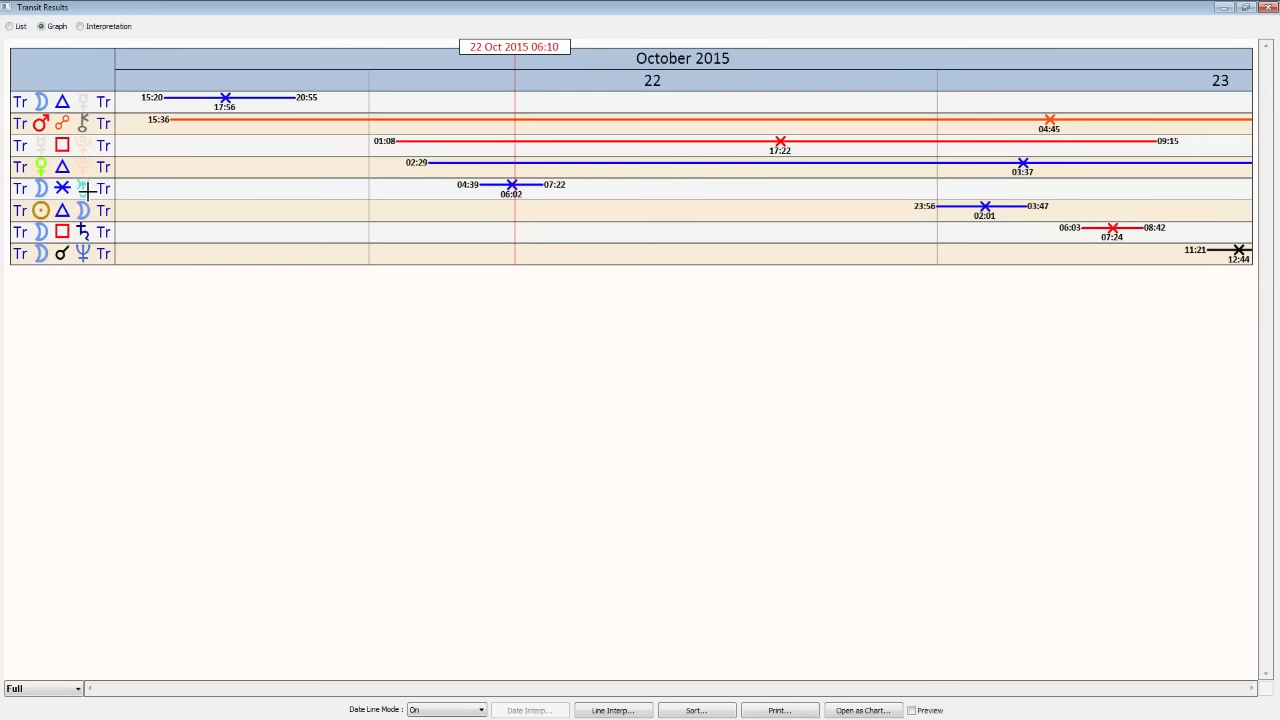 Transit Results
List Graph Interpretation
22 Oct 2015 06:10
October 2015
22 23
Tr Tr 15:20 20:55
17:56
Tr Tr 15:36
04:45
Tr Tr 01:08 09:15
17:22
Tr Tr 02:29
03:37
Tr Tr 04:39 07:22
06:02
Tr Tr 23:56 03:47
02:01
Tr Tr 06:03 08:42
07:24
Tr Tr 11:21
12:44
Full
Date Line Mode : On Date Interp... Line Interp... Sort... Print... Open as Chart... Preview